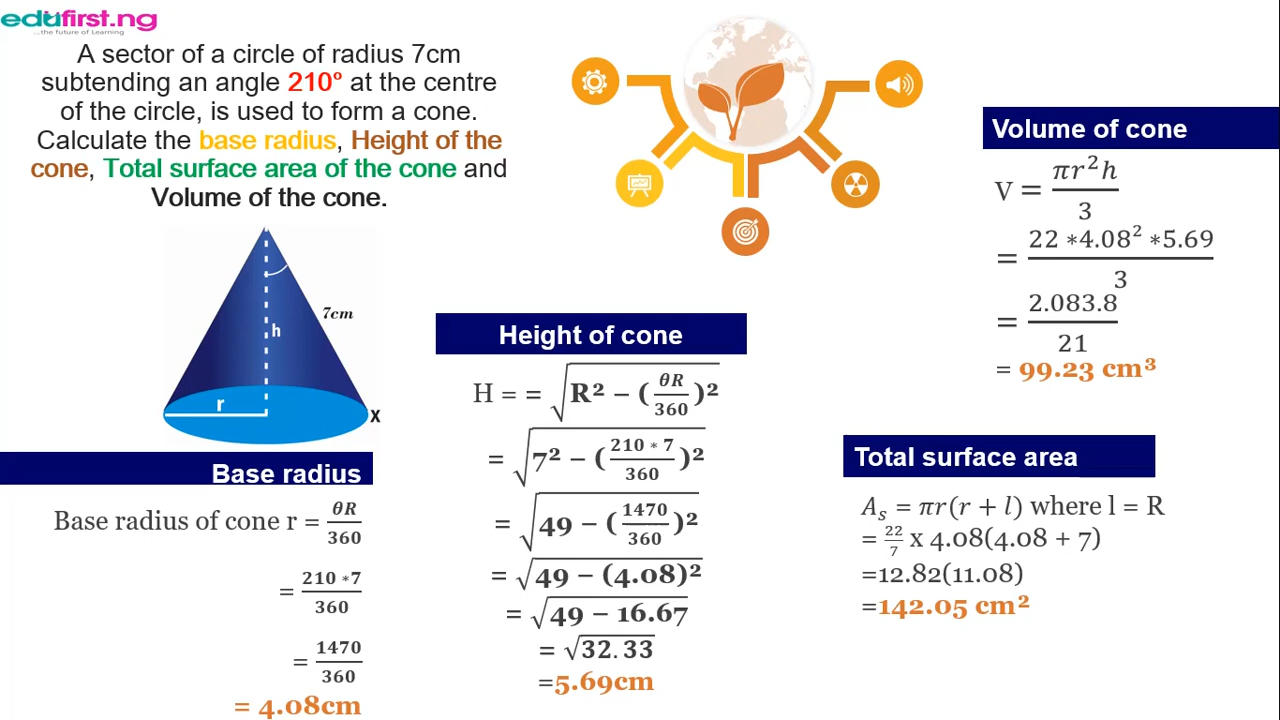 edufirst.ng
...the future of Learning
A sector of a circle of radius 7cm
subtending an angle 210° at the centre
of the circle, is used to form a cone.
Calculate the base radius, Height of the
cone, Total surface area of the cone and
Volume of the cone.
7cm
h
r
x
Base radius
Base radius of cone r = θR/360
= 210 *7/360
= 1470/360
= 4.08cm
Height of cone
H = = √(R² − (θR/360)²)
= √(7² − (210 * 7/360)²)
= √(49 − (1470/360)²)
= √(49 − (4.08)²)
= √(49 − 16.67)
= √32.33
=5.69cm
Volume of cone
V = πr²h/3
= 22 *4.08² *5.69/3
= 2.083.8/21
= 99.23 cm³
Total surface area
Aₛ = πr(r + l) where l = R
= 22/7 x 4.08(4.08 + 7)
=12.82(11.08)
=142.05 cm²